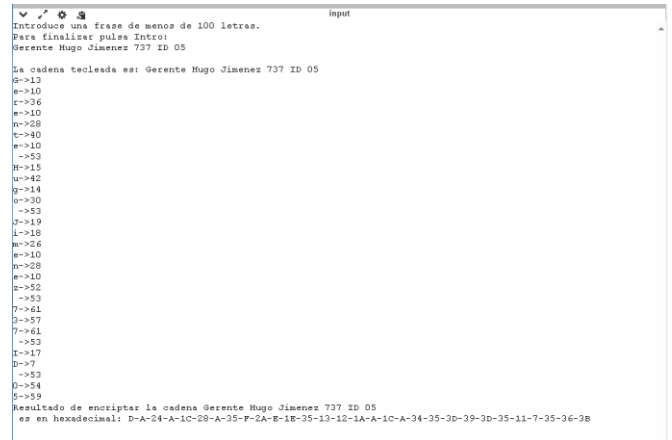 input
Introduce una frase de menos de 100 letras.
Para finalizar pulsa Intro:
Gerente Hugo Jimenez 737 ID 05
La cadena tecleada es: Gerente Hugo Jimenez 737 ID 05
G->13
e->10
r->36
e->10
n->28
t->40
e->10
 ->53
H->15
u->42
g->14
o->30
 ->53
J->19
i->18
m->26
e->10
n->28
e->10
z->52
 ->53
7->61
3->57
7->61
 ->53
I->17
D->7
 ->53
0->54
5->59
Resultado de encriptar la cadena Gerente Hugo Jimenez 737 ID 05
 es en hexadecimal: D-A-24-A-1C-28-A-35-F-2A-E-1E-35-13-12-1A-A-1C-A-34-35-3D-39-3D-35-11-7-35-36-3B